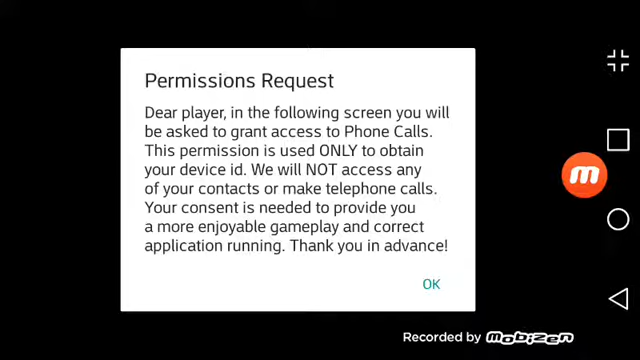 Permissions Request
Dear player, in the following screen you will
be asked to grant access to Phone Calls.
This permission is used ONLY to obtain
your device id. We will NOT access any
of your contacts or make telephone calls.
Your consent is needed to provide you
a more enjoyable gameplay and correct
application running. Thank you in advance!
OK
Recorded by mobizen